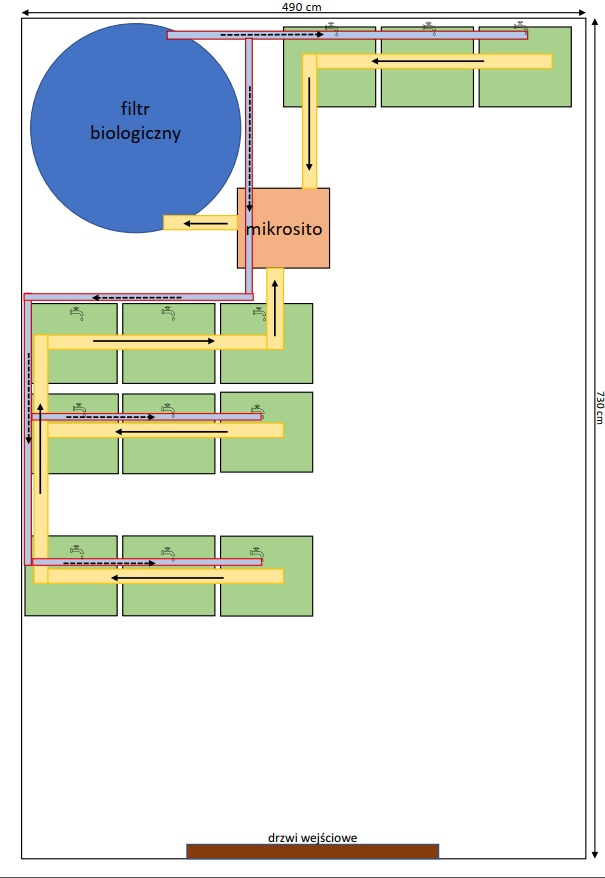 490 cm
filtr
biologiczny
mikrosito
730 cm
drzwi wejściowe